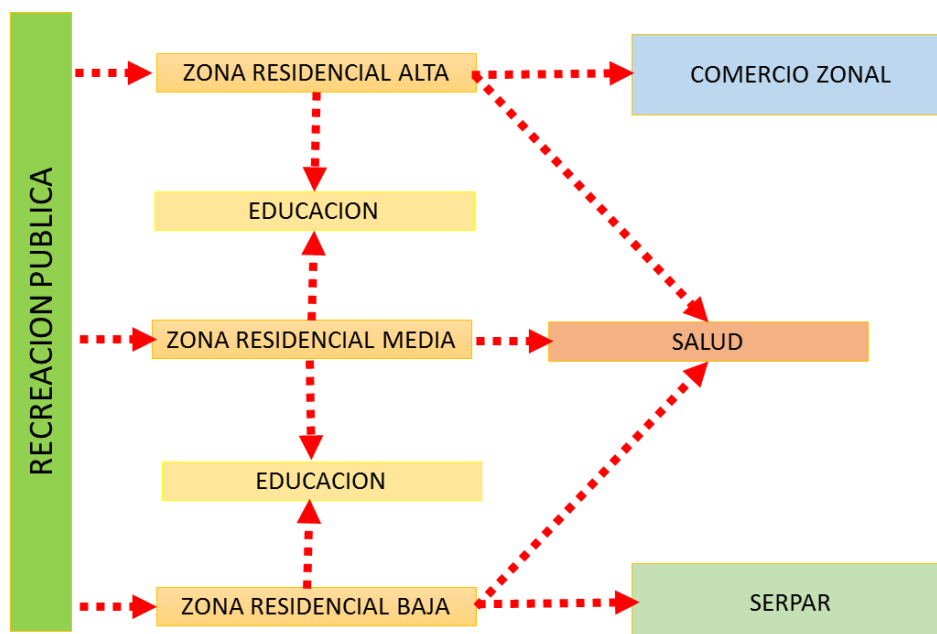 RECREACION PUBLICA
ZONA RESIDENCIAL ALTA
COMERCIO ZONAL
EDUCACION
ZONA RESIDENCIAL MEDIA
SALUD
EDUCACION
ZONA RESIDENCIAL BAJA
SERPAR